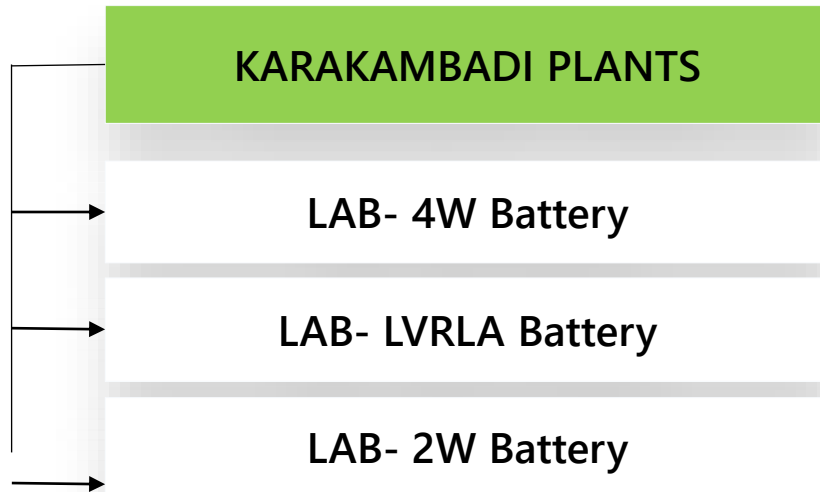 KARAKAMBADI PLANTS
LAB- 4W Battery
LAB- LVRLA Battery
LAB- 2W Battery